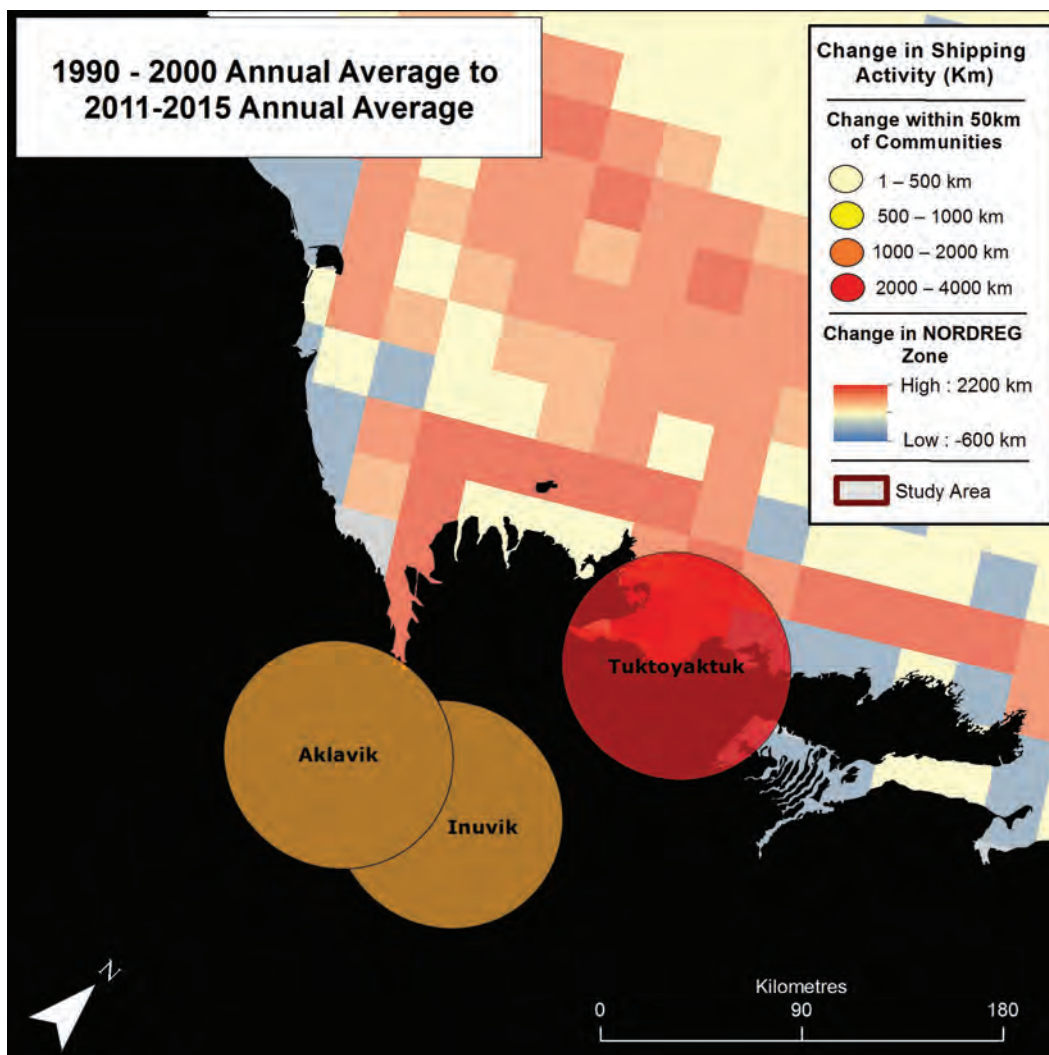 1990 - 2000 Annual Average to
2011-2015 Annual Average
Change in Shipping
Activity (Km)
Change within 50km
of Communities
1 – 500 km
500 – 1000 km
1000 – 2000 km
2000 – 4000 km
Change in NORDREG
Zone
High : 2200 km
Low : -600 km
Study Area
Tuktoyaktuk
Aklavik
Inuvik
N
Kilometres
0 90 180